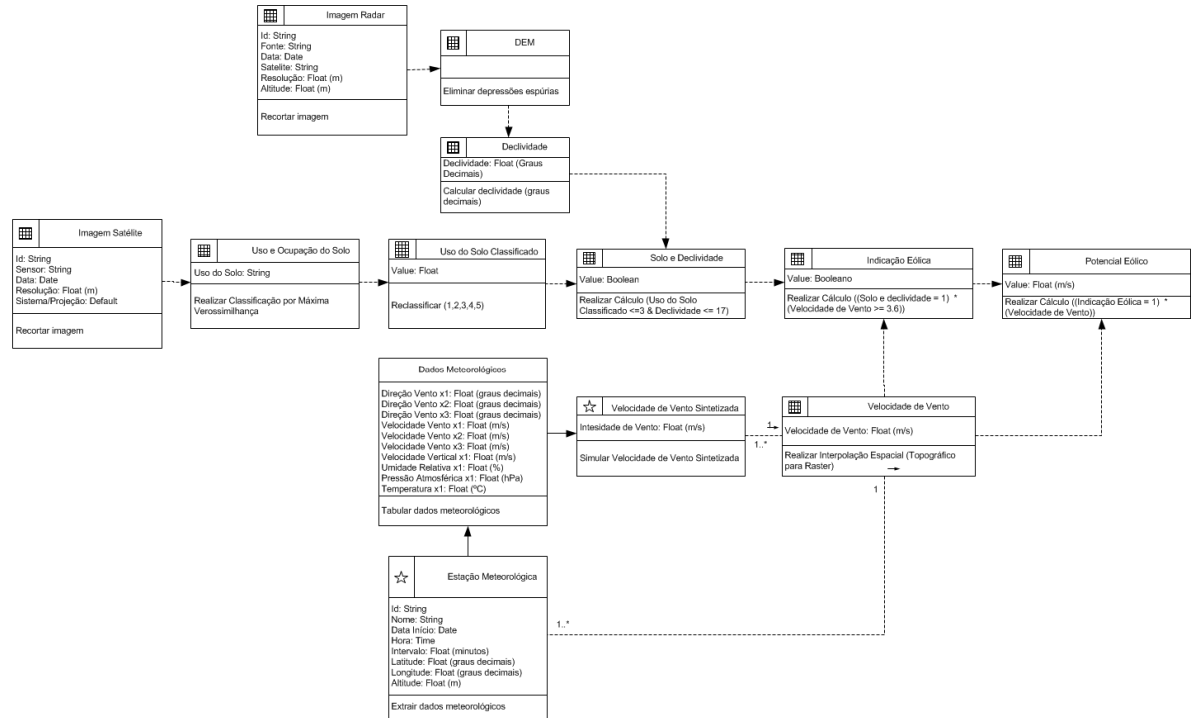 Imagem Radar
Id: String
Fonte: String
Data: Date
Satelite: String
Resolução: Float (m)
Altitude: Float (m)
Recortar imagem
DEM
Eliminar depressões espúrias
Declividade
Declividade: Float (Graus
Decimais)
Calcular declividade (graus
decimais)
Imagem Satélite
Id: String
Sensor: String
Data: Date
Resolução: Float (m)
Sistema/Projeção: Default
Recortar imagem
Uso e Ocupação do Solo
Uso do Solo: String
Realizar Classificação por Máxima
Verossimilhança
Uso do Solo Classificado
Value: Float
Reclassificar (1,2,3,4,5)
Solo e Declividade
Value: Boolean
Realizar Cálculo (Uso do Solo
Classificado <=3 & Declividade <= 17)
Indicação Eólica
Value: Booleano
Realizar Cálculo ((Solo e declividade = 1) *
(Velocidade de Vento >= 3.6))
Potencial Eólico
Value: Float (m/s)
Realizar Cálculo ((Indicação Eólica = 1) *
(Velocidade de Vento))
Dados Meteorológicos
Direção Vento x1: Float (graus decimais)
Direção Vento x2: Float (graus decimais)
Direção Vento x3: Float (graus decimais)
Velocidade Vento x1: Float (m/s)
Velocidade Vento x2: Float (m/s)
Velocidade Vento x3: Float (m/s)
Velocidade Vertical x1: Float (m/s)
Umidade Relativa x1: Float (%)
Pressão Atmosférica x1: Float (hPa)
Temperatura x1: Float (ºC)
Tabular dados meteorológicos
Velocidade de Vento Sintetizada
Intesidade de Vento: Float (m/s)
Simular Velocidade de Vento Sintetizada
1
1..*
Velocidade de Vento
Velocidade de Vento: Float (m/s)
Realizar Interpolação Espacial (Topográfico
para Raster)
1
Estação Meteorológica
Id: String
Nome: String
Data Início: Date
Hora: Time
Intervalo: Float (minutos)
Latitude: Float (graus decimais)
Longitude: Float (graus decimais)
Altitude: Float (m)
Extrair dados meteorológicos
1..*